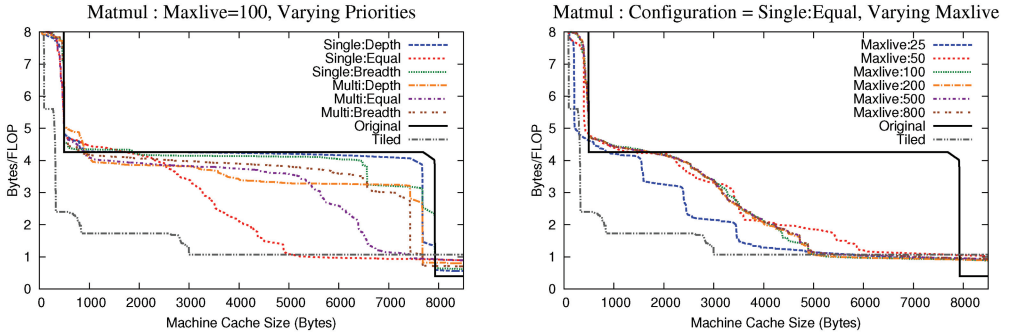 Matmul : Maxlive=100, Varying Priorities
8
7
6
5
4
3
2
1
0
Bytes/FLOP
Single:Depth
Single:Equal
Single:Breadth
Multi:Depth
Multi:Equal
Multi:Breadth
Original
Tiled
0 1000 2000 3000 4000 5000 6000 7000 8000
Machine Cache Size (Bytes)
Matmul : Configuration = Single:Equal, Varying Maxlive
8
7
6
5
4
3
2
1
0
Bytes/FLOP
Maxlive:25
Maxlive:50
Maxlive:100
Maxlive:200
Maxlive:500
Maxlive:800
Original
Tiled
0 1000 2000 3000 4000 5000 6000 7000 8000
Machine Cache Size (Bytes)